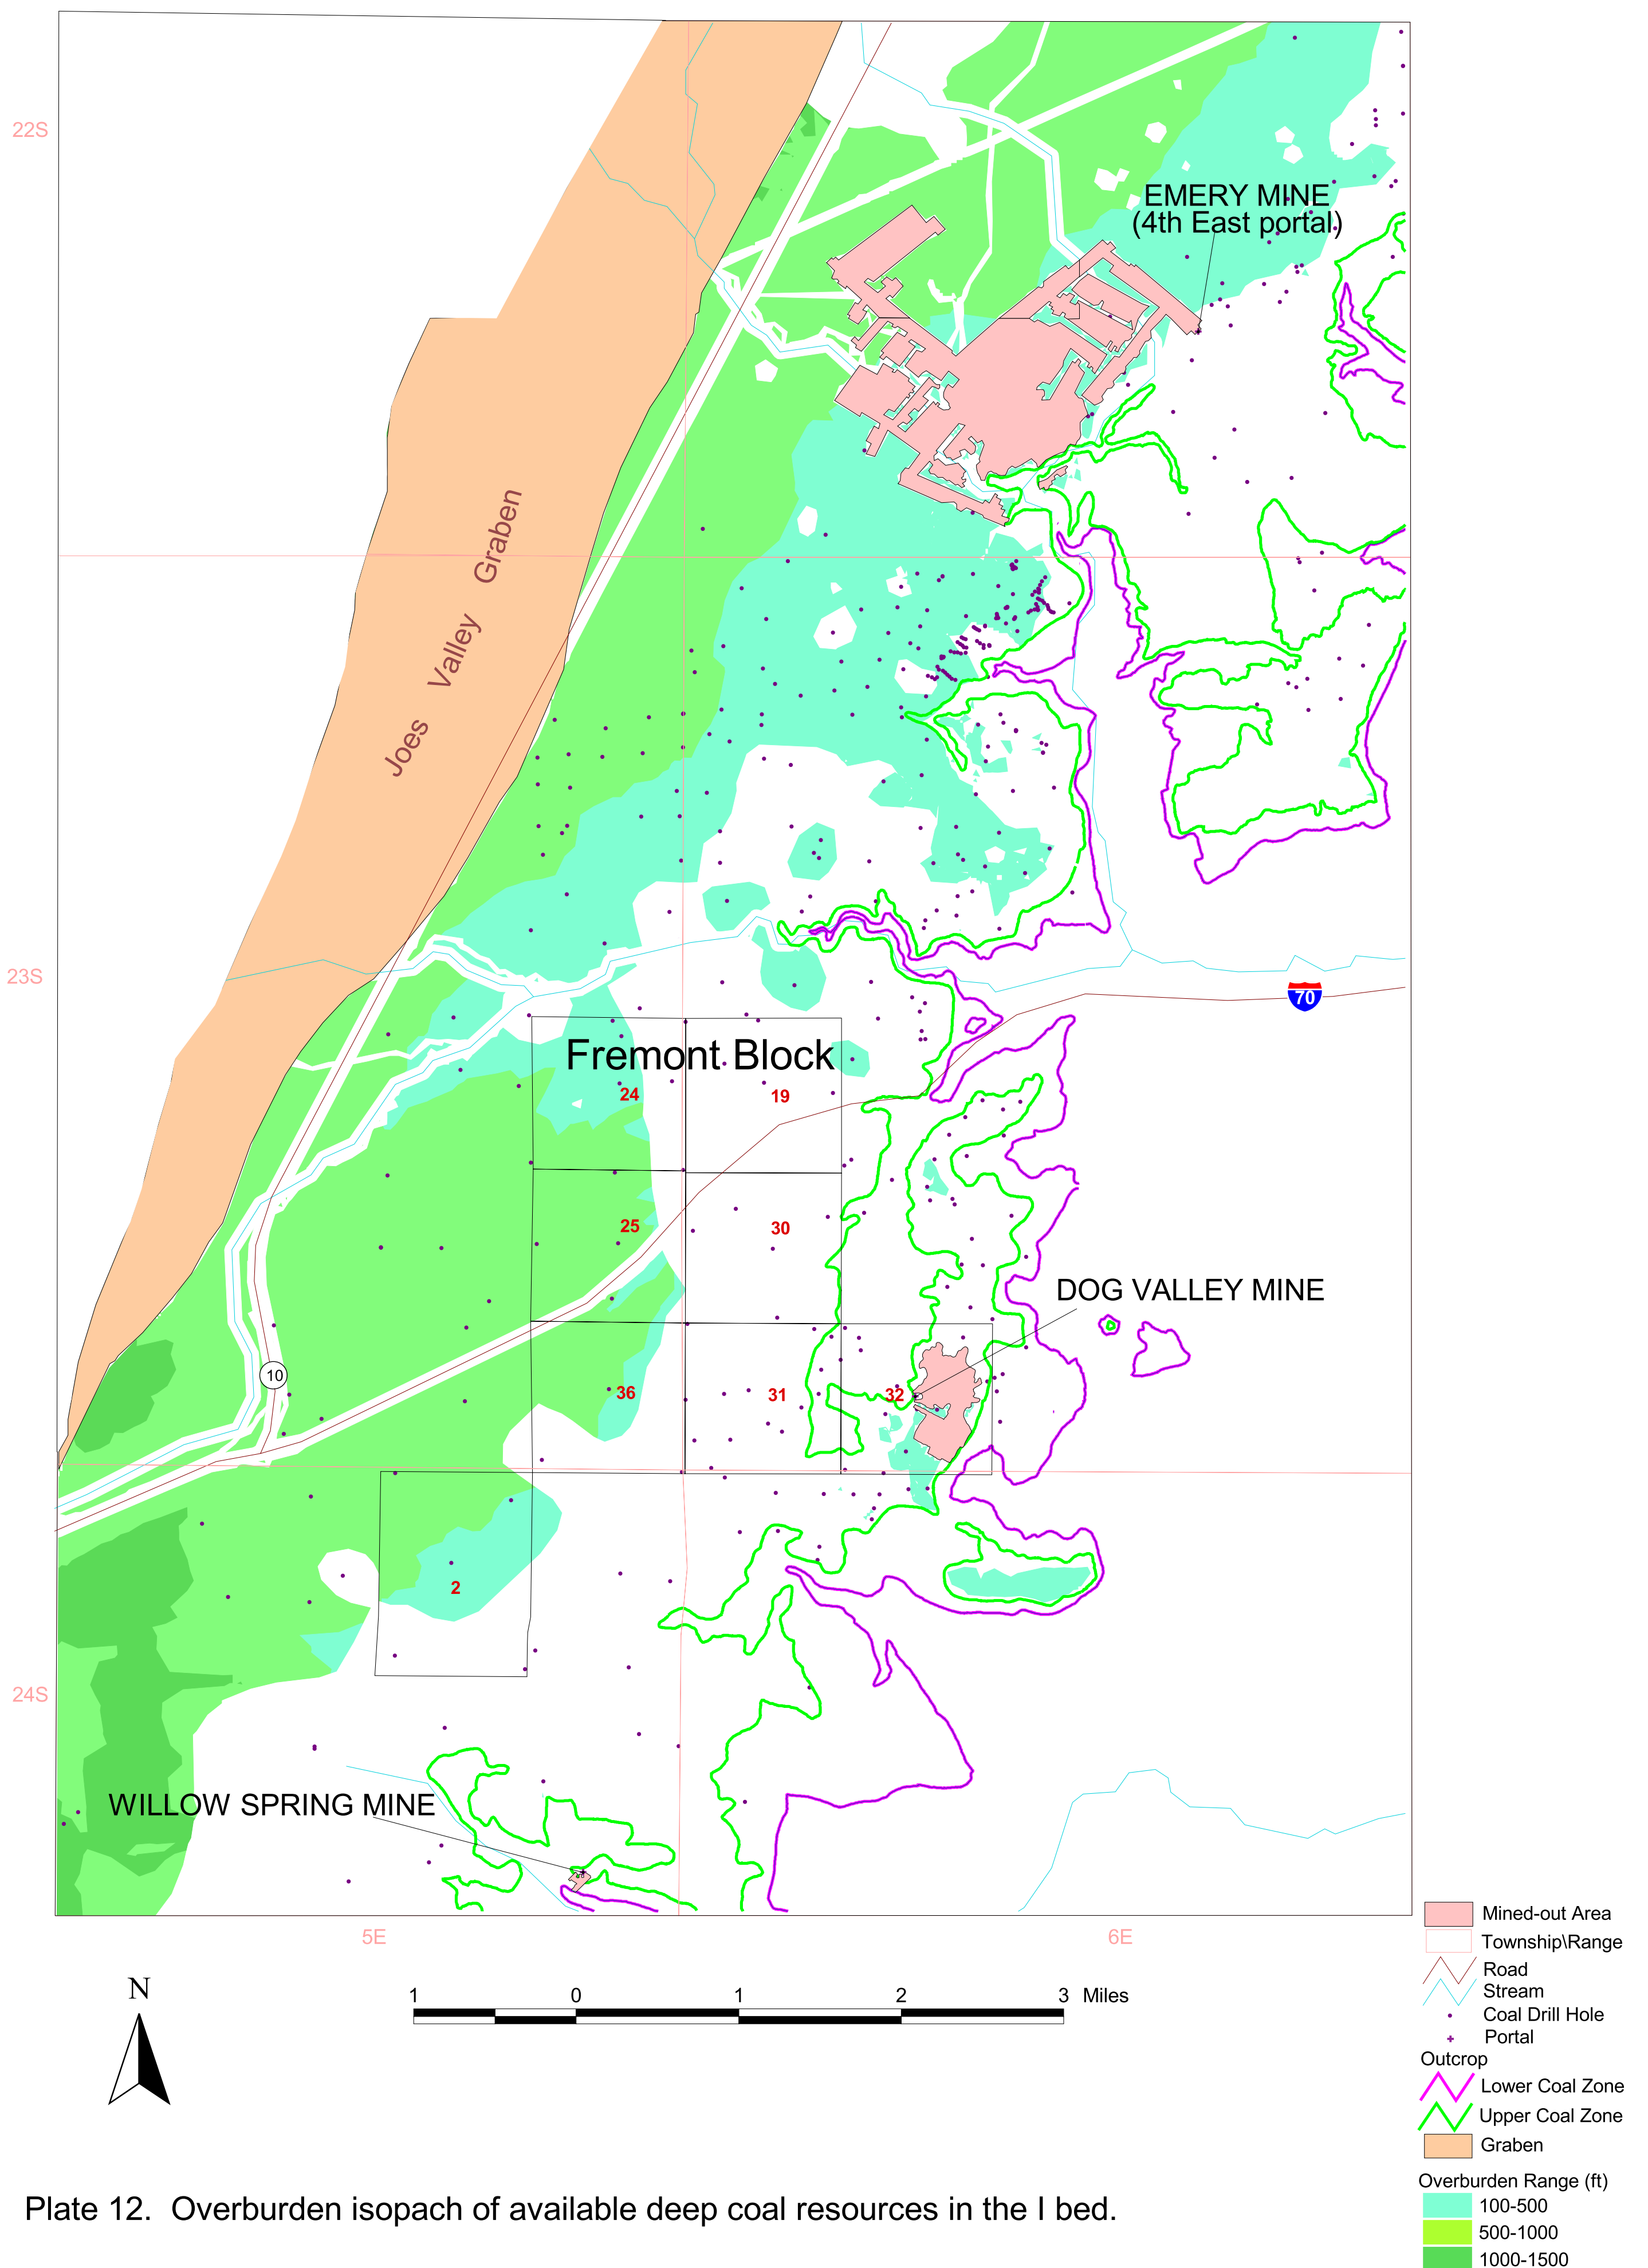 22S
EMERY MINE
(4th East portal)
Joes Valley Graben
23S
70
Fremont Block
24
19
25
30
DOG VALLEY MINE
10
36
31
32
2
24S
WILLOW SPRING MINE
5E
6E
N
1 0 1 2 3 Miles
Mined-out Area
Township\Range
Road
Stream
Coal Drill Hole
Portal
Outcrop
Lower Coal Zone
Upper Coal Zone
Graben
Overburden Range (ft)
100-500
500-1000
1000-1500
Plate 12. Overburden isopach of available deep coal resources in the I bed.